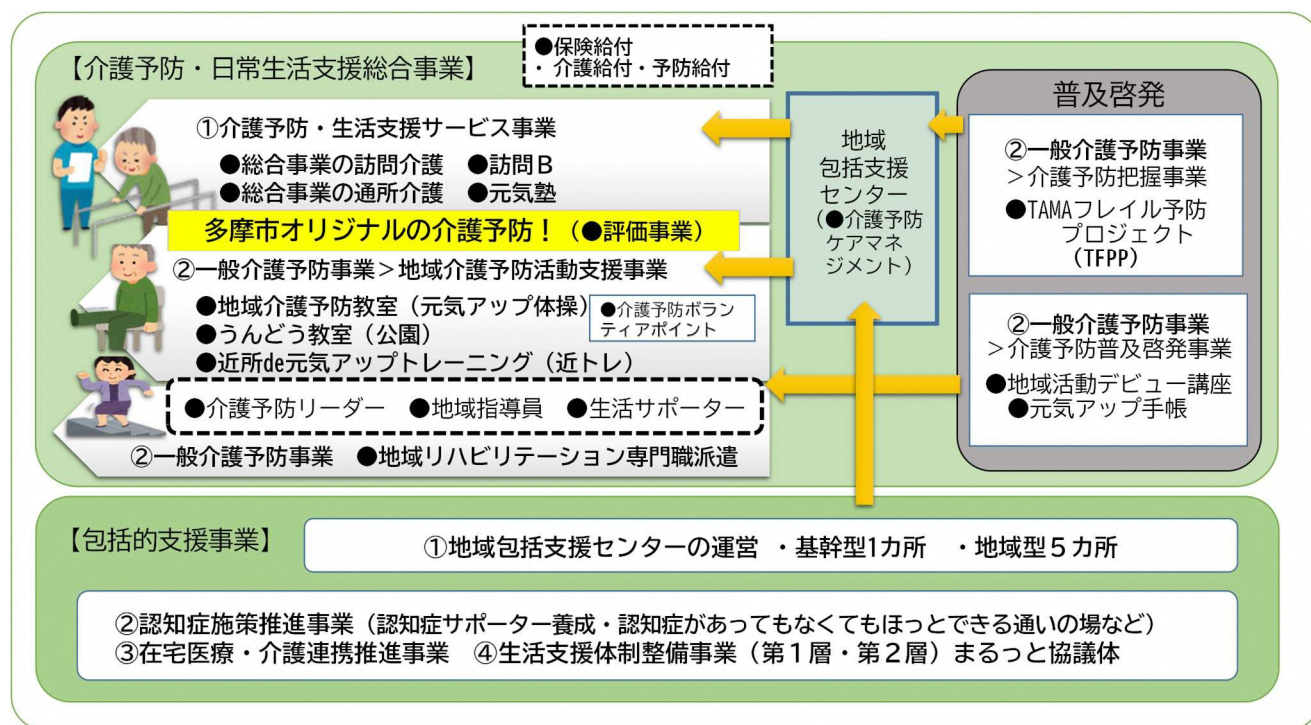 ●保険給付
・ 介護給付・予防給付
【介護予防・日常生活支援総合事業】
①介護予防・生活支援サービス事業
●総合事業の訪問介護 ●訪問B
●総合事業の通所介護 ●元気塾
多摩市オリジナルの介護予防！（●評価事業）
②一般介護予防事業＞地域介護予防活動支援事業
●地域介護予防教室（元気アップ体操）
●うんどう教室（公園）
●近所de元気アップトレーニング（近トレ）
●介護予防ボラン
ティアポイント
●介護予防リーダー ●地域指導員 ●生活サポーター
②一般介護予防事業 ●地域リハビリテーション専門職派遣
地域
包括支援
センター
（●介護予防
ケアマネ
ジメント）
普及啓発
②一般介護予防事業
＞介護予防把握事業
●TAMAフレイル予防
プロジェクト
（TFPP）
②一般介護予防事業
＞介護予防普及啓発事業
●地域活動デビュー講座
●元気アップ手帳
【包括的支援事業】
①地域包括支援センターの運営 ・基幹型1カ所 ・地域型５カ所
②認知症施策推進事業（認知症サポーター養成・認知症があってもなくてもほっとできる通いの場など）
③在宅医療・介護連携推進事業 ④生活支援体制整備事業（第１層・第２層）まるっと協議体